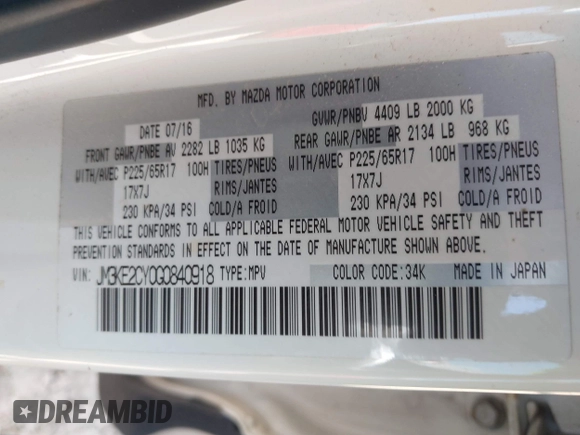 MFD. BY MAZDA MOTOR CORPORATION
DATE 07/16
GVWR/PNBV 4409 LB 2000 KG
FRONT GAWR/PNBE AV 2282 LB 1035 KG
REAR GAWR/PNBE AR 2134 LB 968 KG
WITH/AVEC P225/65R17 100H TIRES/PNEUS
WITH/AVEC P225/65R17 100H TIRES/PNEUS
17X7J RIMS/JANTES
17X7J RIMS/JANTES
230 KPA/34 PSI COLD/A FROID
230 KPA/34 PSI COLD/A FROID
THIS VEHICLE CONFORMS TO ALL APPLICABLE FEDERAL MOTOR VEHICLE SAFETY AND THEFT
PREVENTION STANDARDS IN EFFECT ON THE DATE OF MANUFACTURE SHOWN ABOVE.
VIN: JM3KE2CY0G0840918 TYPE:MPV COLOR CODE:34K MADE IN JAPAN
DREAMBID